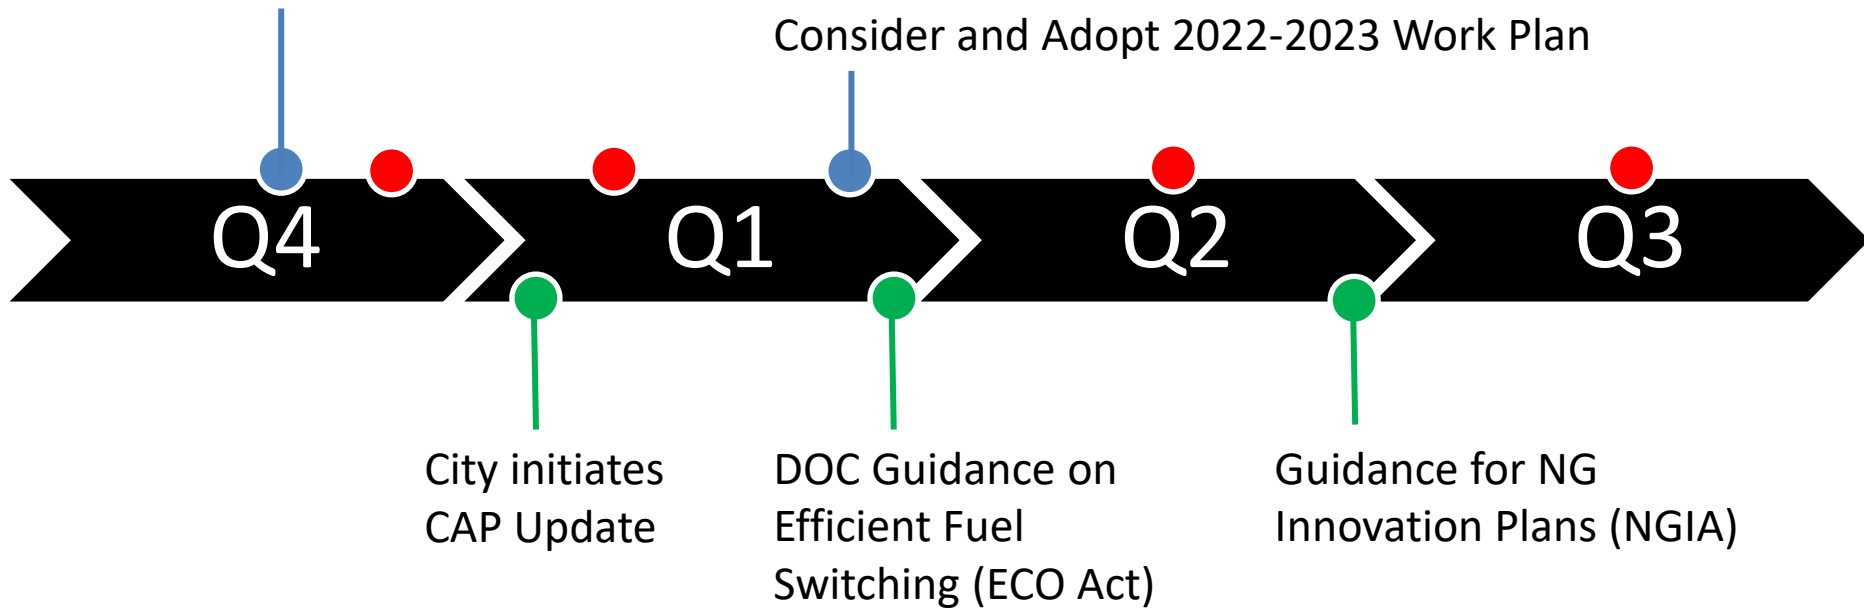 Consider and Adopt 2022-2023 Work Plan
Q4
Q1
Q2
Q3
City initiates
CAP Update
DOC Guidance on
Efficient Fuel
Switching (ECO Act)
Guidance for NG
Innovation Plans (NGIA)